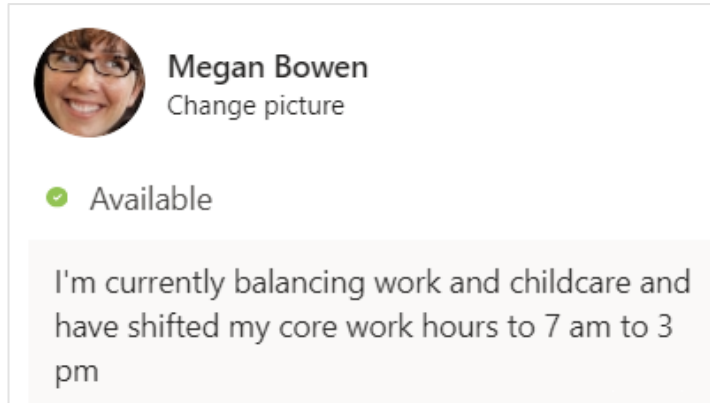 Megan Bowen
Change picture
Available
I'm currently balancing work and childcare and
have shifted my core work hours to 7 am to 3
pm